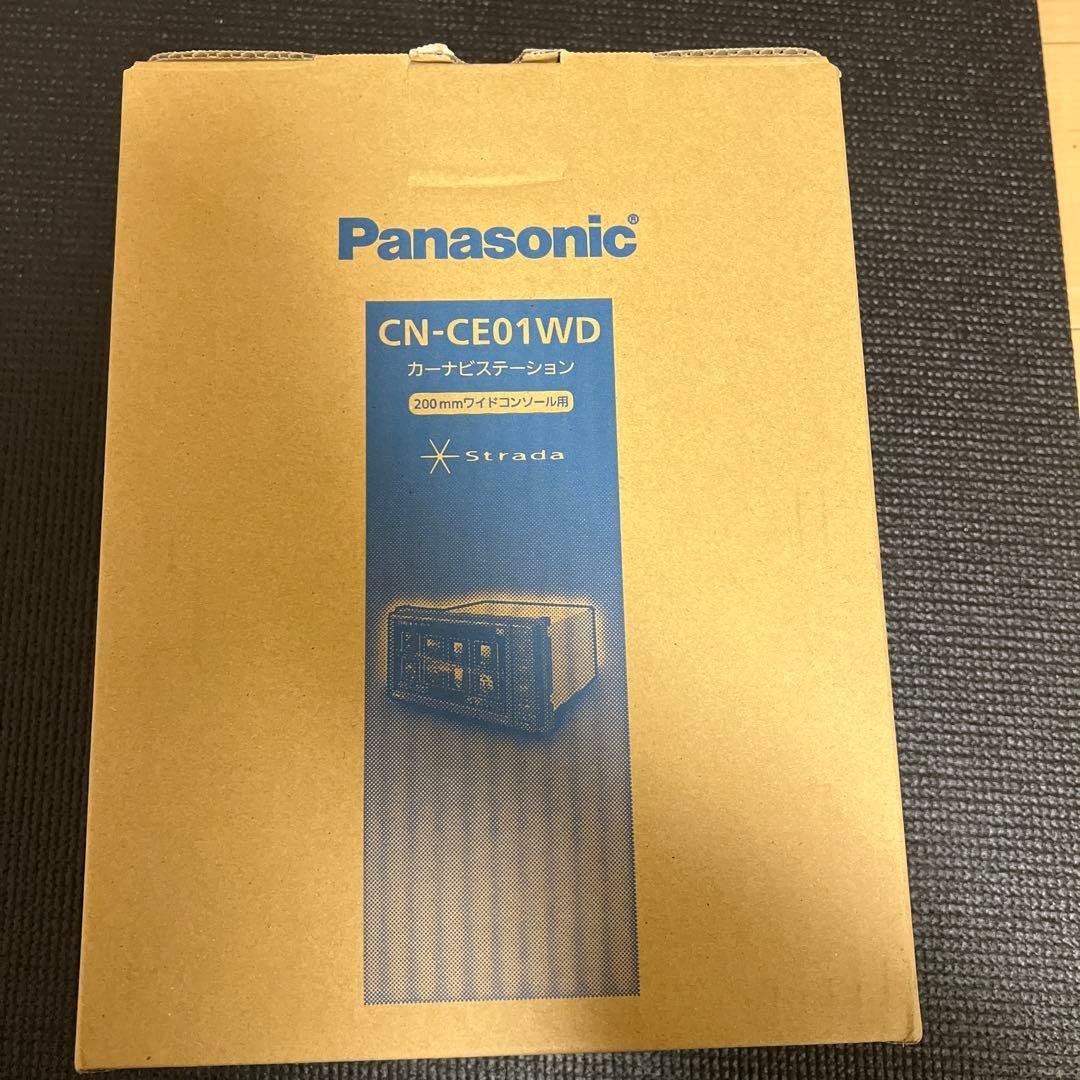 Panasonic®
CN-CE01WD
カーナビステーション
200mmワイドコンソール用
Strada